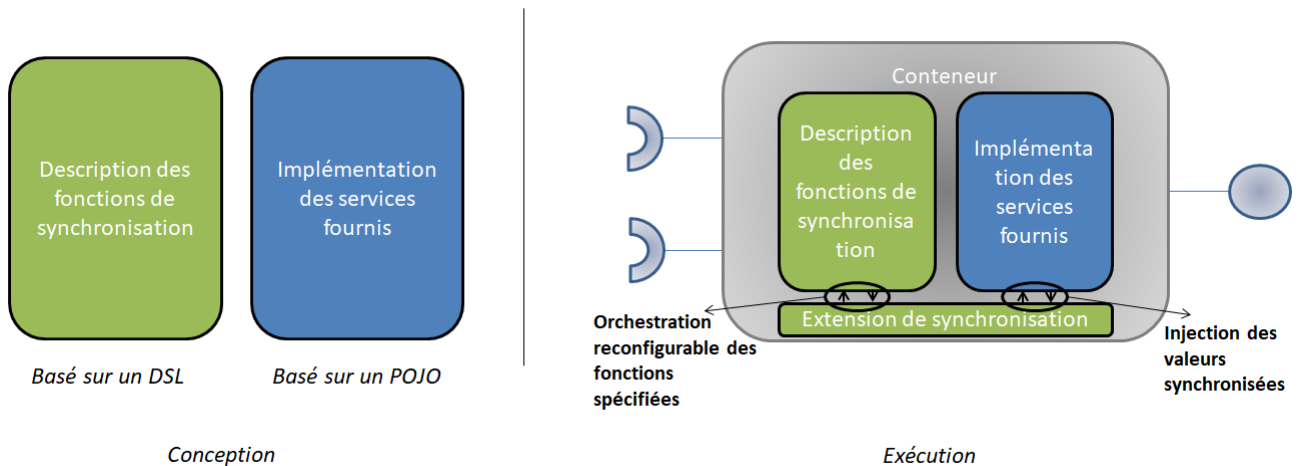 Description des
fonctions de
synchronisation
Implémentation
des services
fournis
Basé sur un DSL
Basé sur un POJO
Conception
Conteneur
Description
des
fonctions de
synchronisa
tion
Implémenta
tion des
services
fournis
Extension de synchronisation
Orchestration
reconfigurable des
fonctions
spécifiées
Injection des
valeurs
synchronisées
Exécution